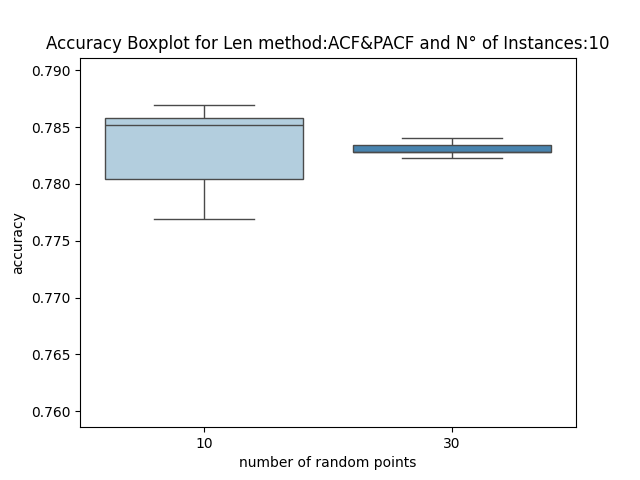 Accuracy Boxplot for Len method:ACF&PACF and N° of Instances:10
0.790
0.785
0.780
0.775
0.770
0.765
0.760
accuracy
10 30
number of random points